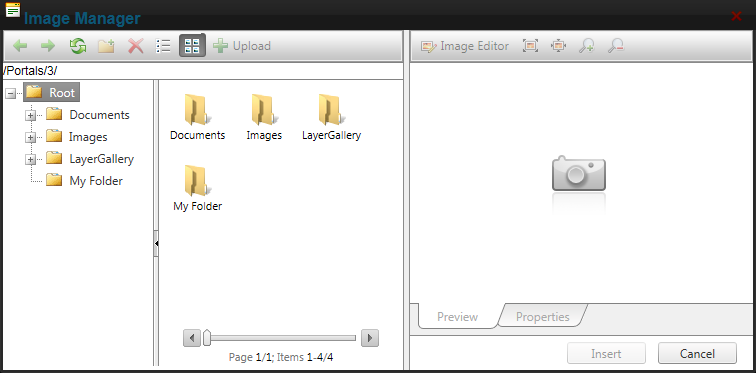 Image Manager
Upload
Image Editor
/Portals/3/
Root
Documents
Images
LayerGallery
My Folder
Documents Images LayerGallery
My Folder
Page 1/1; Items 1-4/4
Preview Properties
Insert Cancel